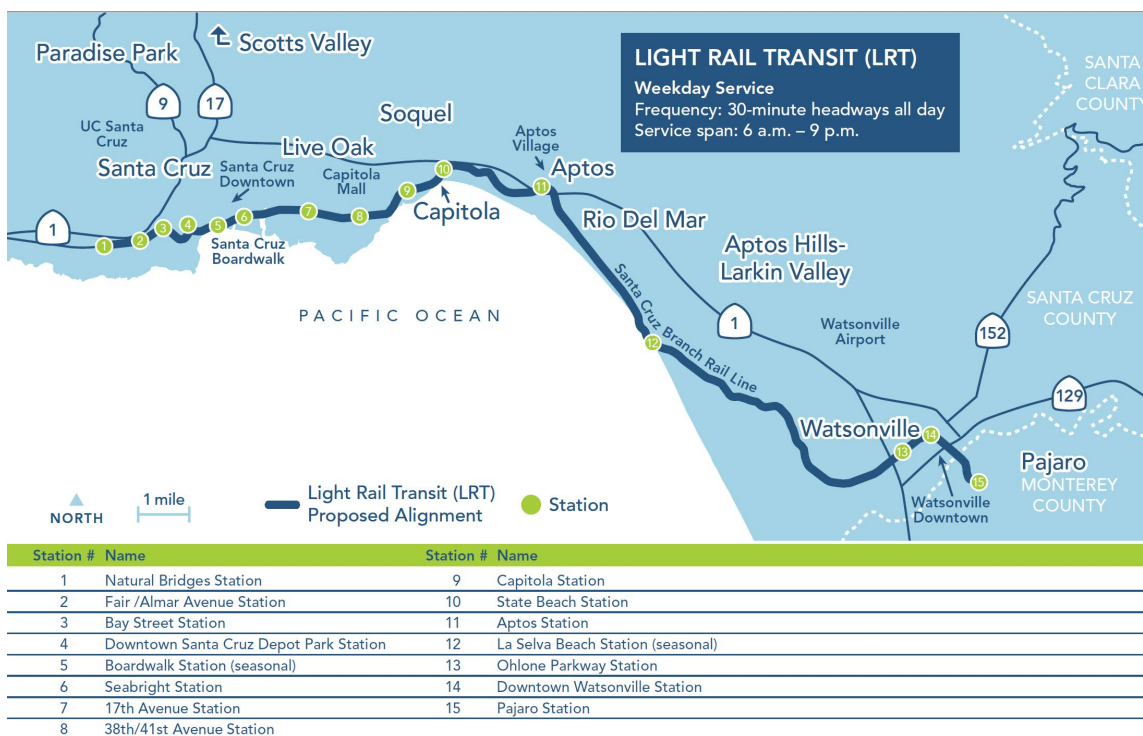 Paradise Park
Scotts Valley
9
17
UC Santa
Cruz
Santa Cruz
Santa Cruz
Downtown
Live Oak
Soquel
Capitola
Mall
Aptos
Village
Aptos
Capitola
Rio Del Mar
Aptos Hills-
Larkin Valley
LIGHT RAIL TRANSIT (LRT)
Weekday Service
Frequency: 30-minute headways all day
Service span: 6 a.m. – 9 p.m.
SANTA
CLARA
COUNTY
1
1
2
3
4
5
6
7
8
9
10
11
Santa Cruz
Boardwalk
PACIFIC OCEAN
Santa Cruz Branch Rail Line
12
1
Watsonville
Airport
SANTA CRUZ
COUNTY
152
129
Watsonville
13
14
15
Pajaro
MONTEREY
COUNTY
Watsonville
Downtown
NORTH
1 mile
Light Rail Transit (LRT)
Proposed Alignment
Station
Station # Name Station # Name
1 Natural Bridges Station 9 Capitola Station
2 Fair /Almar Avenue Station 10 State Beach Station
3 Bay Street Station 11 Aptos Station
4 Downtown Santa Cruz Depot Park Station 12 La Selva Beach Station (seasonal)
5 Boardwalk Station (seasonal) 13 Ohlone Parkway Station
6 Seabright Station 14 Downtown Watsonville Station
7 17th Avenue Station 15 Pajaro Station
8 38th/41st Avenue Station